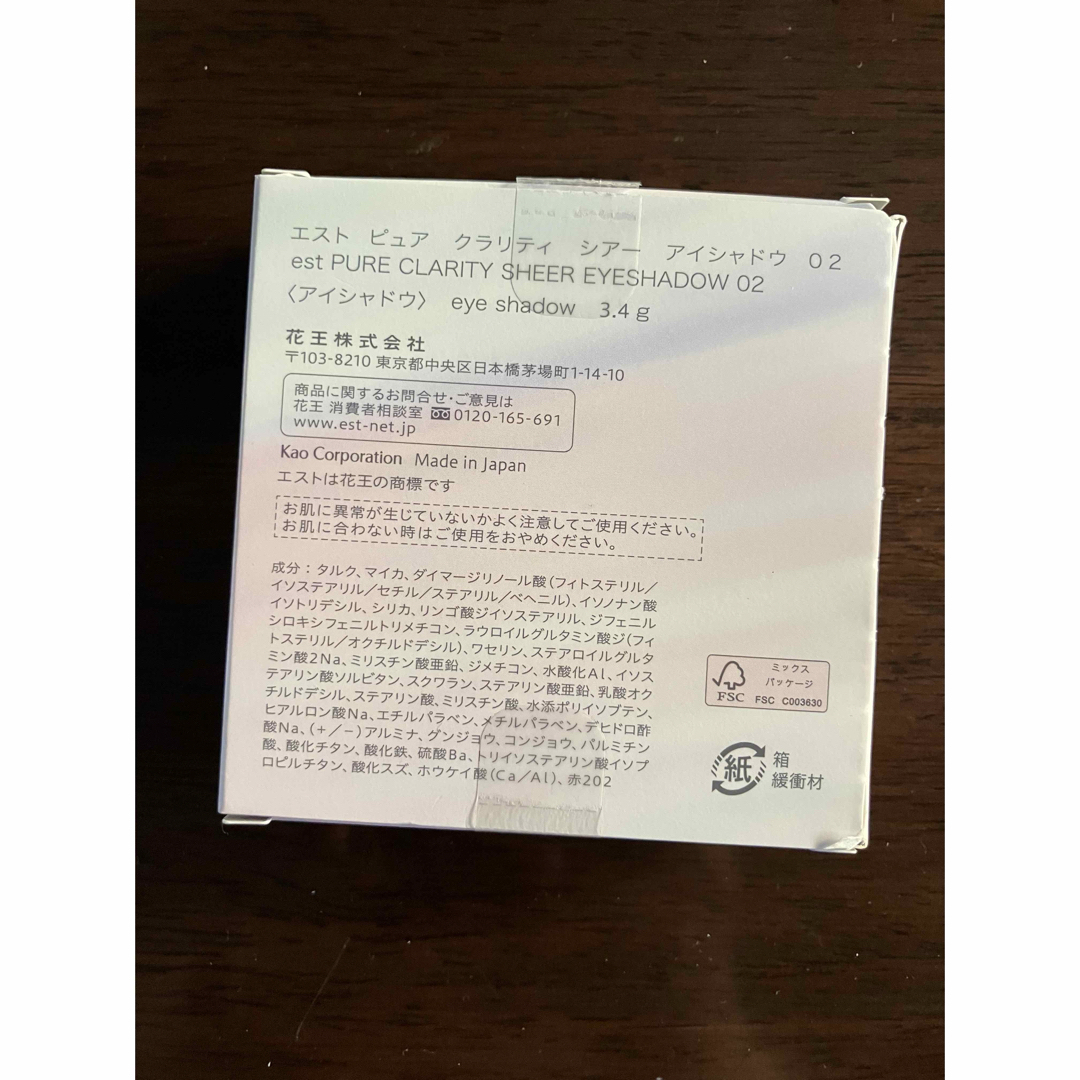 エスト ピュア クラリティ シアー アイシャドウ 02
est PURE CLARITY SHEER EYESHADOW 02
〈アイシャドウ〉 eye shadow 3.4 g
花王株式会社
〒103-8210 東京都中央区日本橋茅場町1-14-10
商品に関するお問合せ・ご意見は
花王 消費者相談室 0120-165-691
www.est-net.jp
Kao Corporation Made in Japan
エストは花王の商標です
お肌に異常が生じていないかよく注意してご使用ください。
お肌に合わない時はご使用をおやめください。
成分：タルク、マイカ、ダイマージリノール酸（フイトステリル／
イソステアリル／セチル／ステアリル／ベヘニル）、イソノナン酸
イソトリデシル、シリカ、リンゴ酸ジイソステアリル、ジフェニル
シロキシフェニルトリメチコン、ラウロイルグルタミン酸ジ（フィ
トステリル／オクチルドデシル）、ワセリン、ステアロイルグルタ
ミン酸2Na、ミリスチン酸亜鉛、ジメチコン、水酸化Al、イソス
テアリン酸ソルビタン、スクワラン、ステアリン酸亜鉛、乳酸オク
チルドデシル、ステアリン酸、ミリスチン酸、水添ポリイソブテン、
ヒアルロン酸Na、エチルパラベン、メチルパラベン、デヒドロ酢
酸Na、（＋／－）アルミナ、グンジョウ、コンジョウ、パルミチン
酸、酸化チタン、酸化鉄、硫酸Ba、トリイソステアリン酸イソプ
ロピルチタン、酸化スズ、ホウケイ酸（Ca／Al）、赤202
FSC
ミックス
パッケージ
FSC C003630
紙
箱
緩衝材